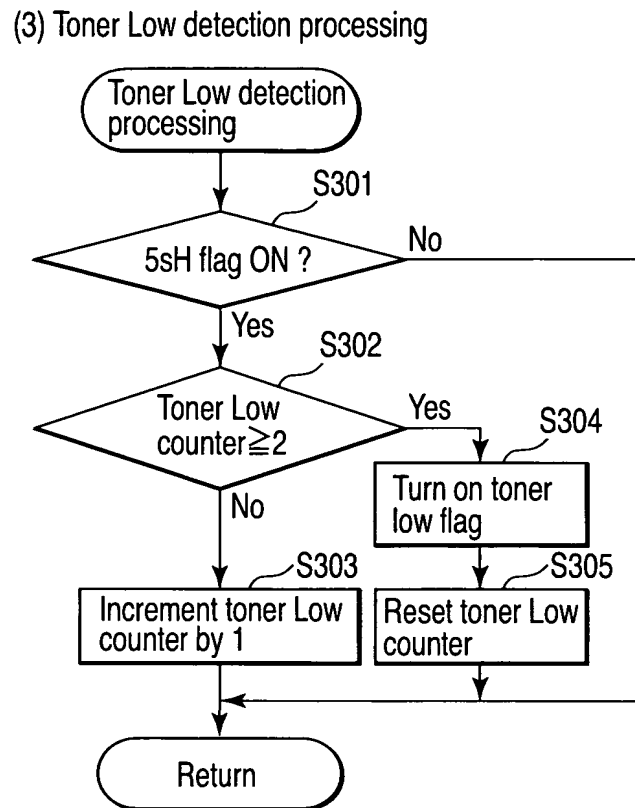 (3) Toner Low detection processing
Toner Low detection
processing
S301
5sH flag ON ?
No
Yes
S302
Toner Low
counter≧2
Yes
S304
No
Turn on toner
low flag
S303
S305
Increment toner Low
counter by 1
Reset toner Low
counter
Return